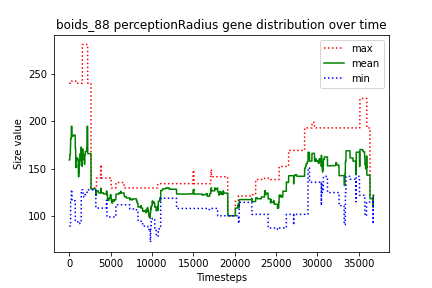 boids_88 perceptionRadius gene distribution over time
max
mean
min
Size value
250
200
150
100
0
5000
10000
15000
20000
25000
30000
35000
Timesteps